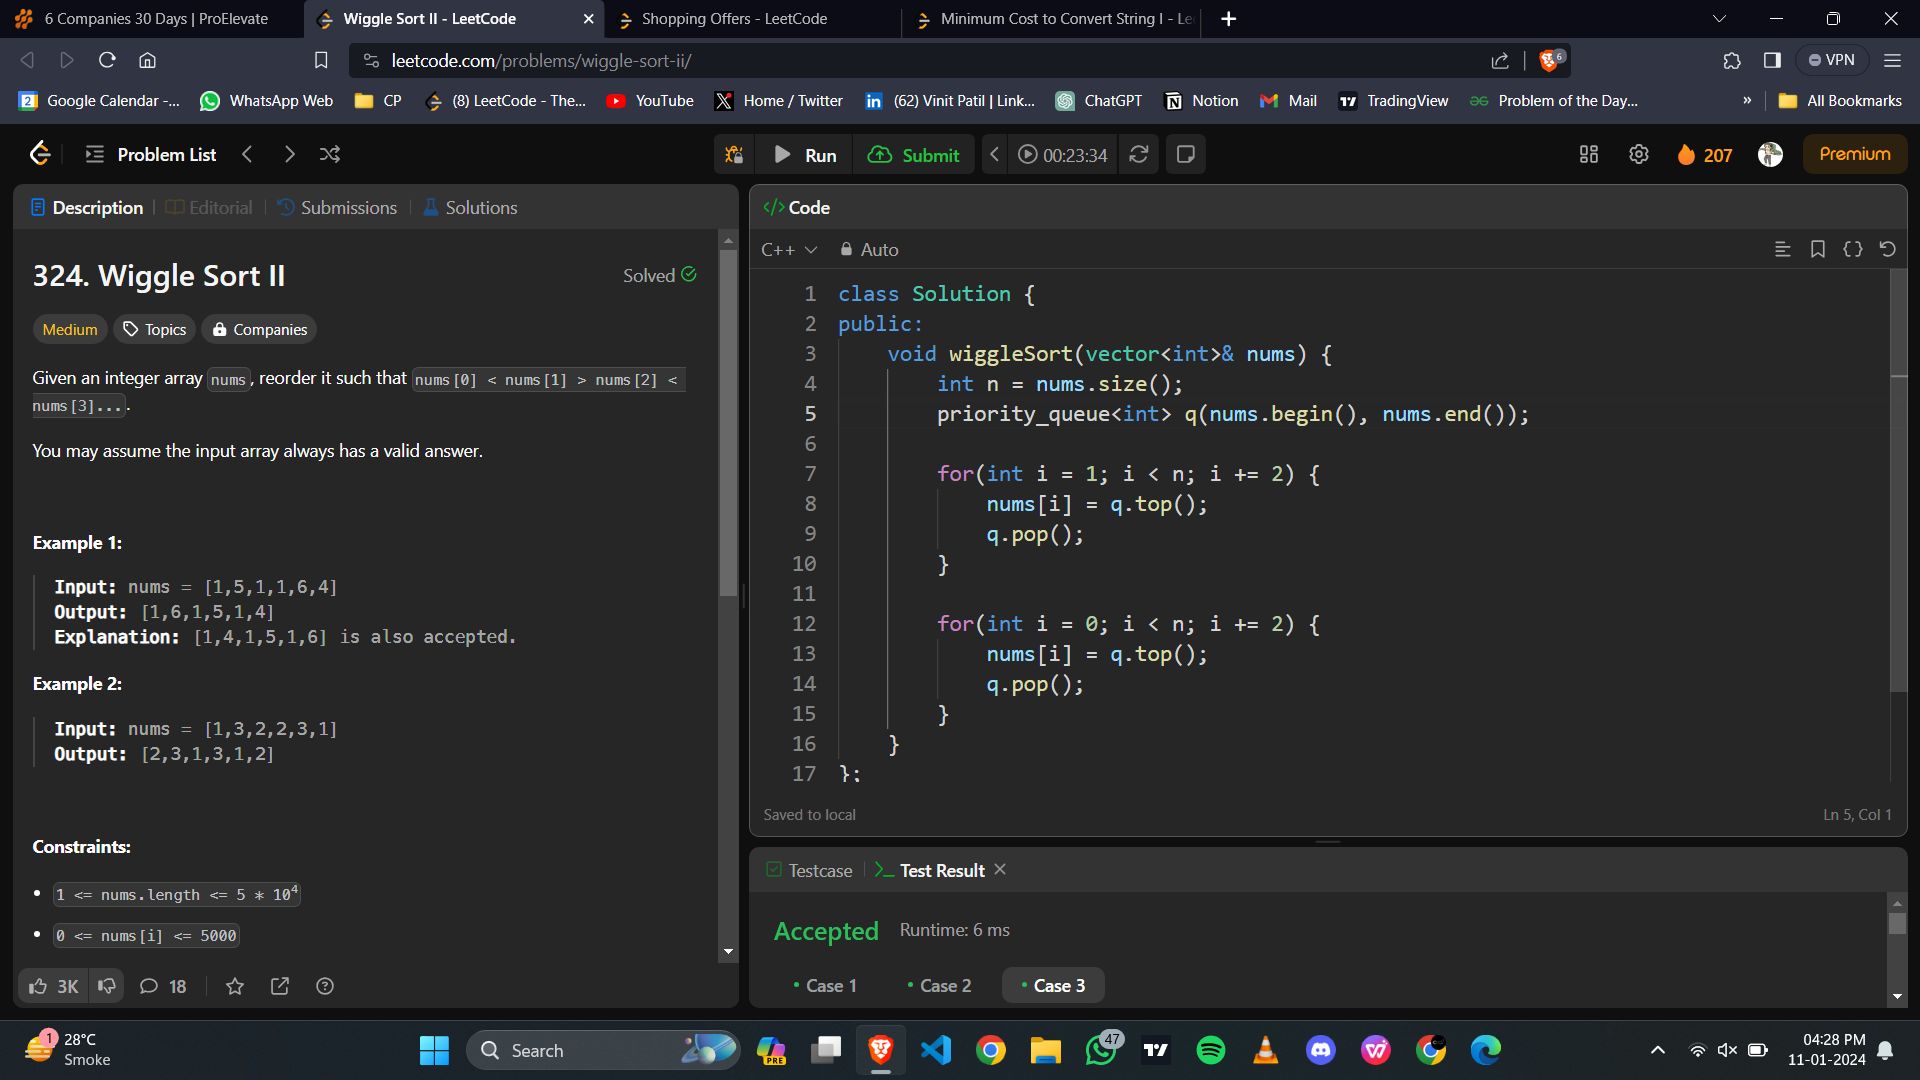 6 Companies 30 Days | ProElevate
Wiggle Sort II - LeetCode
Shopping Offers - LeetCode
Minimum Cost to Convert String I - Le
leetcode.com/problems/wiggle-sort-ii/
6
VPN
2 Google Calendar -...
WhatsApp Web
CP
(8) LeetCode - The...
YouTube
Home / Twitter
(62) Vinit Patil | Link...
ChatGPT
Notion
Mail
TradingView
Problem of the Day...
»
All Bookmarks
Problem List
Run
Submit
00:23:34
207
Premium
Description
Editorial
Submissions
Solutions
324. Wiggle Sort II
Solved
Medium
Topics
Companies
Given an integer array nums, reorder it such that nums[0] < nums[1] > nums[2] <
nums[3]....
You may assume the input array always has a valid answer.
Example 1:
Input: nums = [1,5,1,1,6,4]
Output: [1,6,1,5,1,4]
Explanation: [1,4,1,5,1,6] is also accepted.
Example 2:
Input: nums = [1,3,2,2,3,1]
Output: [2,3,1,3,1,2]
Constraints:
• 1 <= nums.length <= 5 * 10⁴
• 0 <= nums[i] <= 5000
3K
18
</> Code
C++
Auto
1 class Solution {
2 public:
3 void wiggleSort(vector<int>& nums) {
4 int n = nums.size();
5 priority_queue<int> q(nums.begin(), nums.end());
6
7 for(int i = 1; i < n; i += 2) {
8 nums[i] = q.top();
9 q.pop();
10 }
11
12 for(int i = 0; i < n; i += 2) {
13 nums[i] = q.top();
14 q.pop();
15 }
16 }
17 };
Saved to local
Ln 5, Col 1
Testcase
Test Result
Accepted
Runtime: 6 ms
• Case 1
• Case 2
• Case 3
1
28°C
Smoke
Search
PRE
47
04:28 PM
11-01-2024